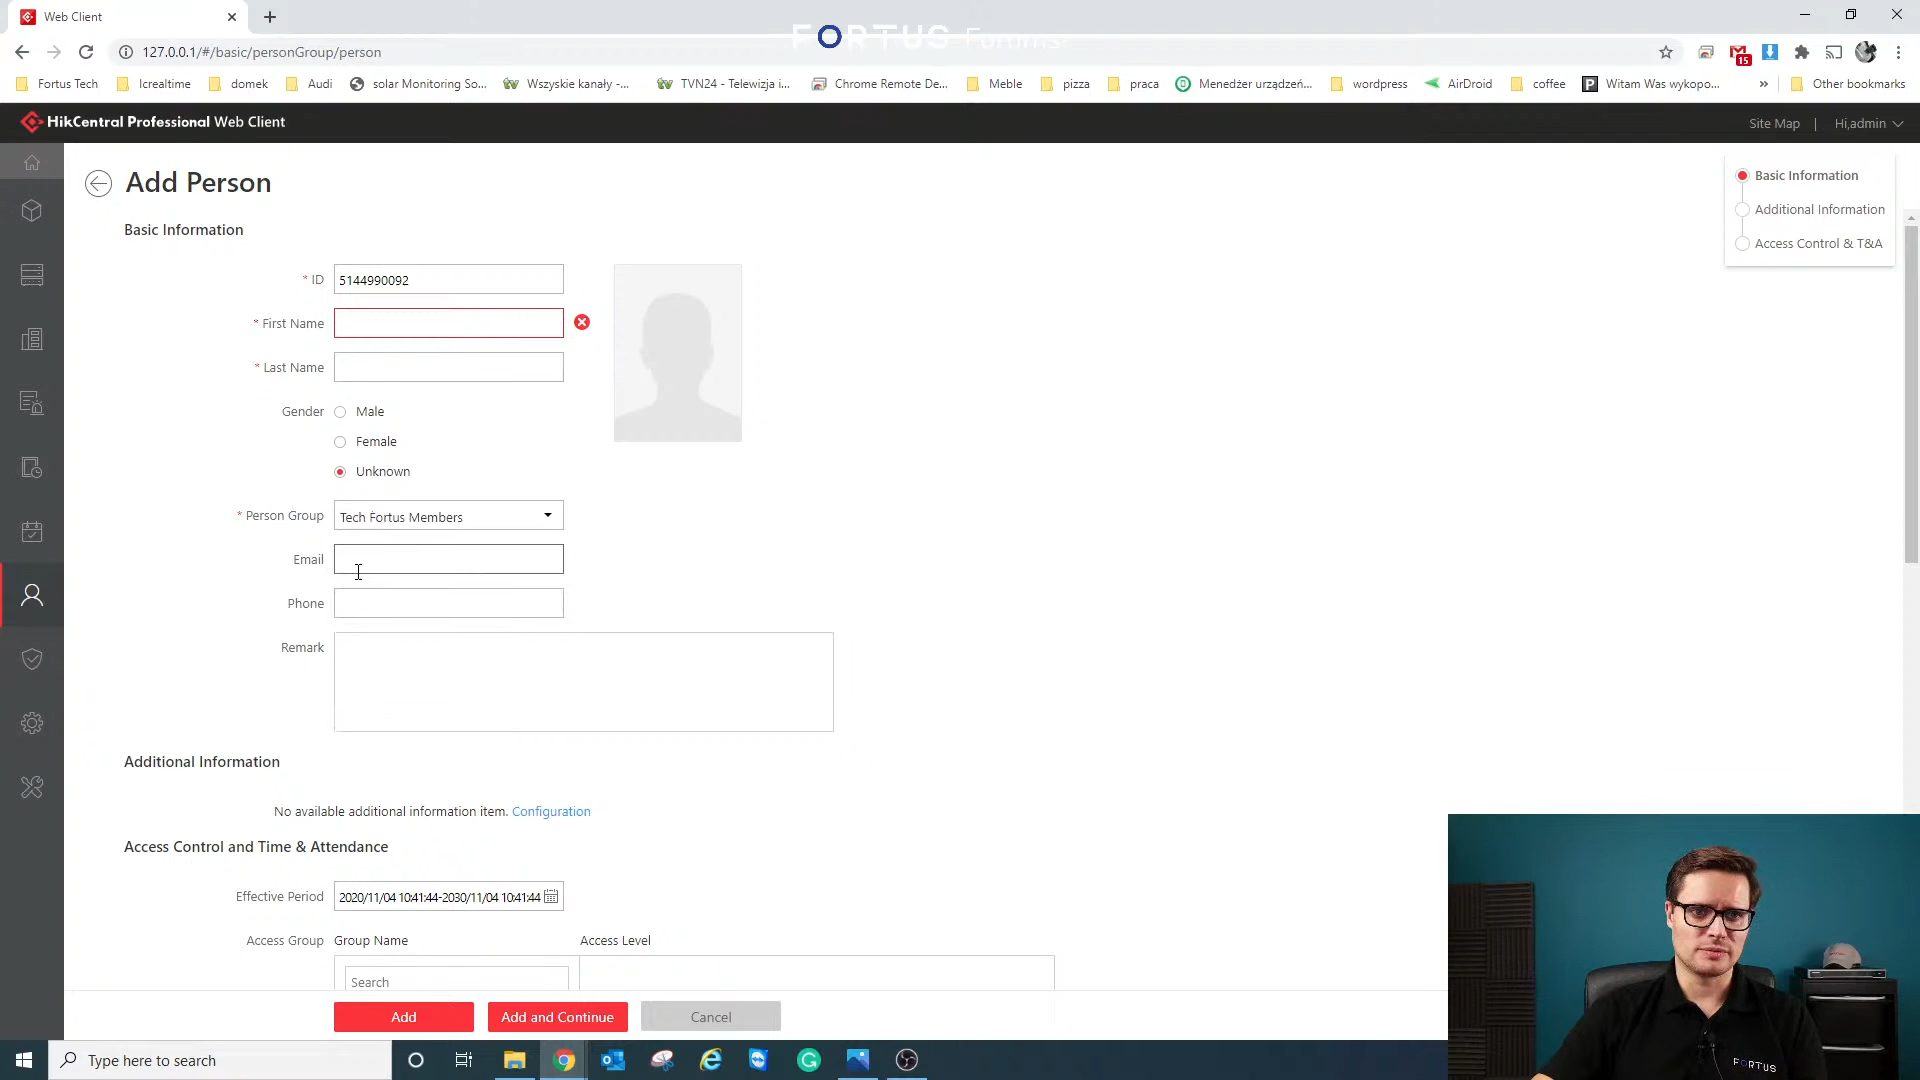 Web Client
127.0.0.1/#/basic/personGroup/person
FORTUS Forums
15
Fortus Tech
Icrealtime
domek
Audi
solar Monitoring So...
Wszyskie kanały -...
TVN24 - Telewizja i...
Chrome Remote De...
Meble
pizza
praca
Menedżer urządzeń...
wordpress
AirDroid
coffee
Witam Was wykopo...
»
Other bookmarks
HikCentral Professional Web Client
Site Map | Hi,admin
Add Person
Basic Information
Additional Information
Access Control & T&A
Basic Information
* ID 5144990092
* First Name
* Last Name
Gender Male
Female
Unknown
* Person Group Tech Fortus Members
Email
Phone
Remark
Additional Information
No available additional information item. Configuration
Access Control and Time & Attendance
Effective Period 2020/11/04 10:41:44-2030/11/04 10:41:44
Access Group Group Name Access Level
Search
Add Add and Continue Cancel
FORTUS
Type here to search